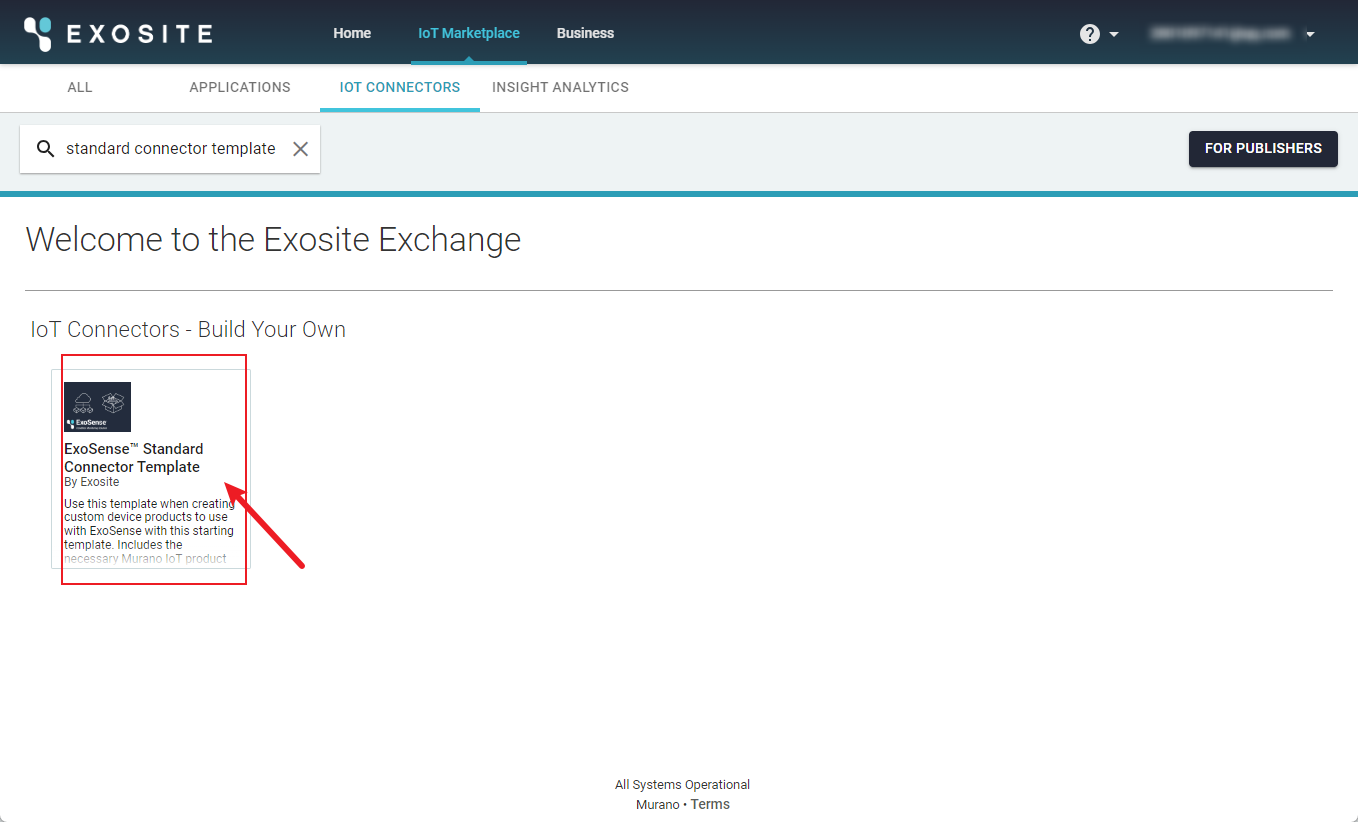 EXOSITE
Home
IoT Marketplace
Business
?
ALL
APPLICATIONS
IOT CONNECTORS
INSIGHT ANALYTICS
standard connector template
FOR PUBLISHERS
Welcome to the Exosite Exchange
IoT Connectors - Build Your Own
ExoSense
ExoSense™ Standard
Connector Template
By Exosite
Use this template when creating
custom device products to use
with ExoSense with this starting
template. Includes the
necessary Murano IoT product
All Systems Operational
Murano • Terms